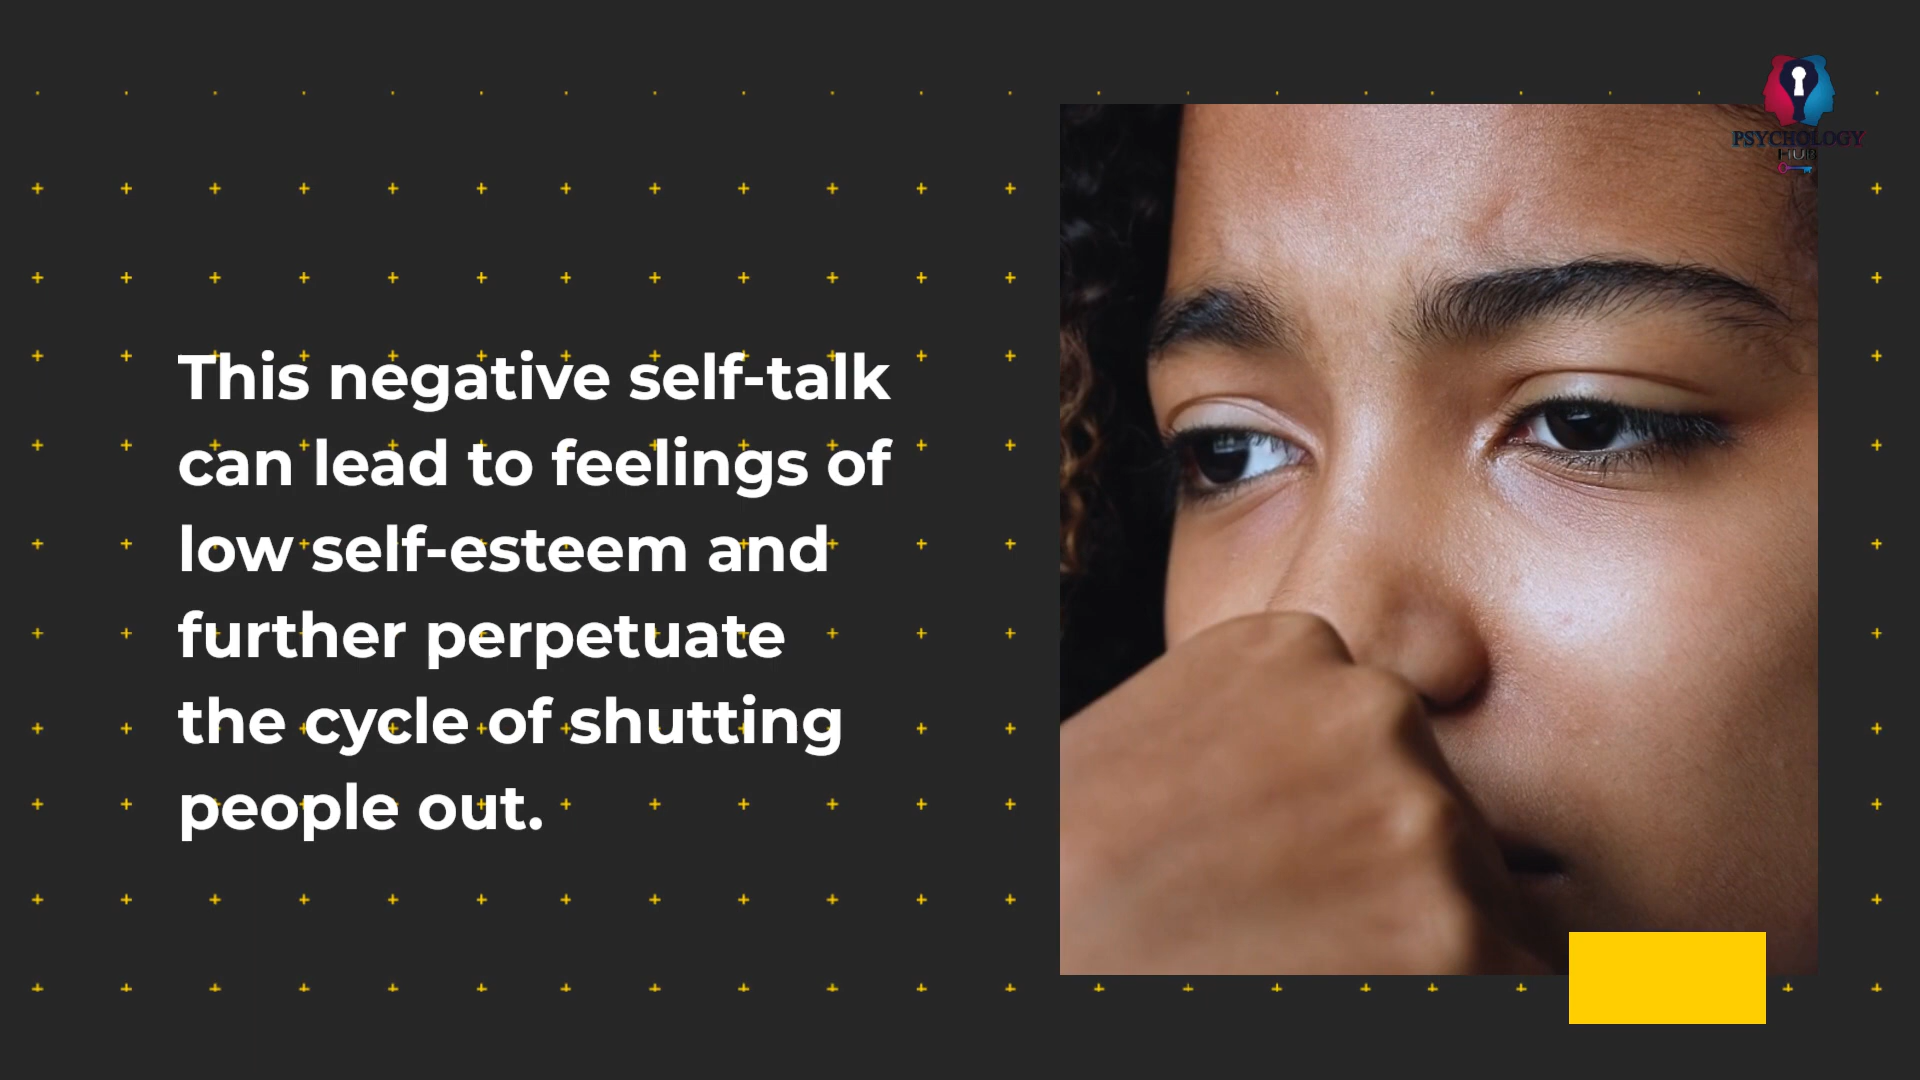 PSYCHOLOGY
HUB
This negative self-talk
can lead to feelings of
low self-esteem and
further perpetuate
the cycle of shutting
people out.